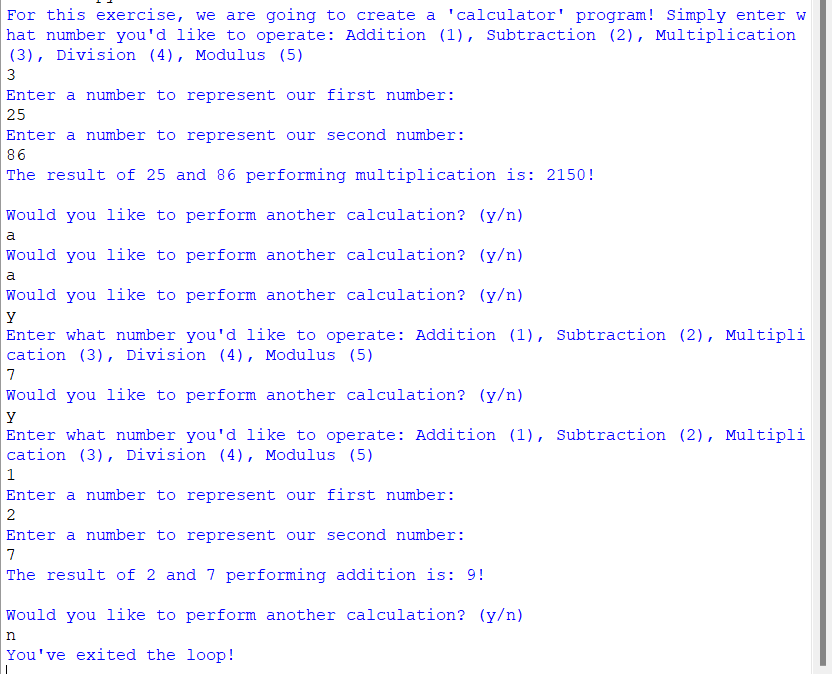 For this exercise, we are going to create a 'calculator' program! Simply enter w
hat number you'd like to operate: Addition (1), Subtraction (2), Multiplication
(3), Division (4), Modulus (5)
3
Enter a number to represent our first number:
25
Enter a number to represent our second number:
86
The result of 25 and 86 performing multiplication is: 2150!
Would you like to perform another calculation? (y/n)
a
Would you like to perform another calculation? (y/n)
a
Would you like to perform another calculation? (y/n)
y
Enter what number you'd like to operate: Addition (1), Subtraction (2), Multipli
cation (3), Division (4), Modulus (5)
7
Would you like to perform another calculation? (y/n)
y
Enter what number you'd like to operate: Addition (1), Subtraction (2), Multipli
cation (3), Division (4), Modulus (5)
1
Enter a number to represent our first number:
2
Enter a number to represent our second number:
7
The result of 2 and 7 performing addition is: 9!
Would you like to perform another calculation? (y/n)
n
You've exited the loop!